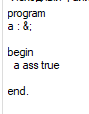 program
a : &;
begin
a ass true
end.